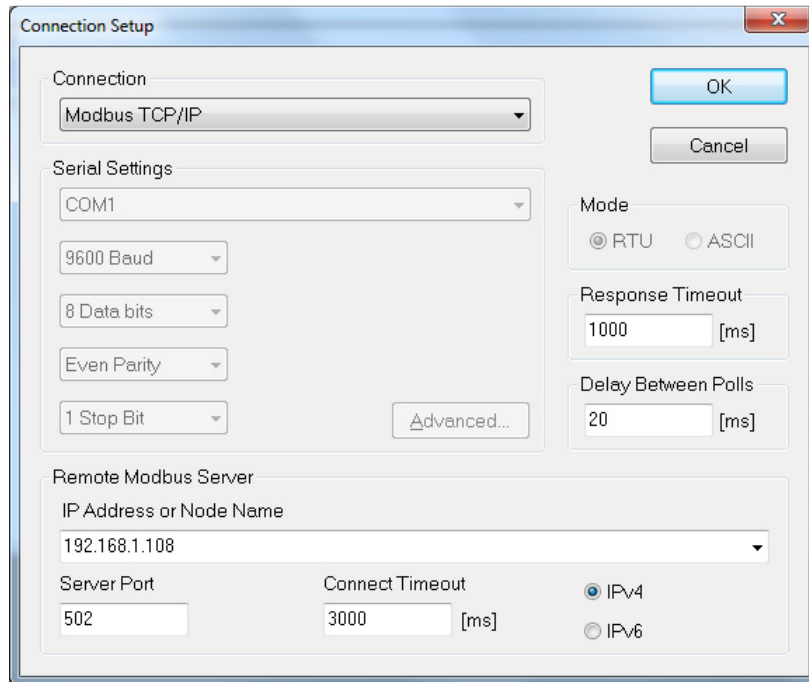 Connection Setup
x
Connection
Modbus TCP/IP
OK
Cancel
Serial Settings
COM1
9600 Baud
8 Data bits
Even Parity
1 Stop Bit
Advanced...
Mode
RTU
ASCII
Response Timeout
1000 [ms]
Delay Between Polls
20 [ms]
Remote Modbus Server
IP Address or Node Name
192.168.1.108
Server Port
502
Connect Timeout
3000 [ms]
IPv4
IPv6